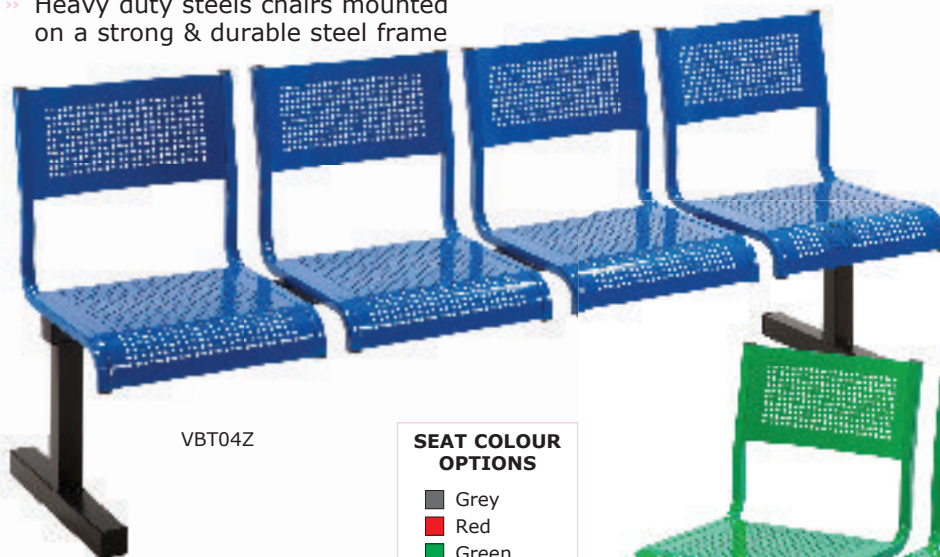 » Heavy duty steels chairs mounted
on a strong & durable steel frame
VBT04Z
SEAT COLOUR
OPTIONS
Grey
Red
Green